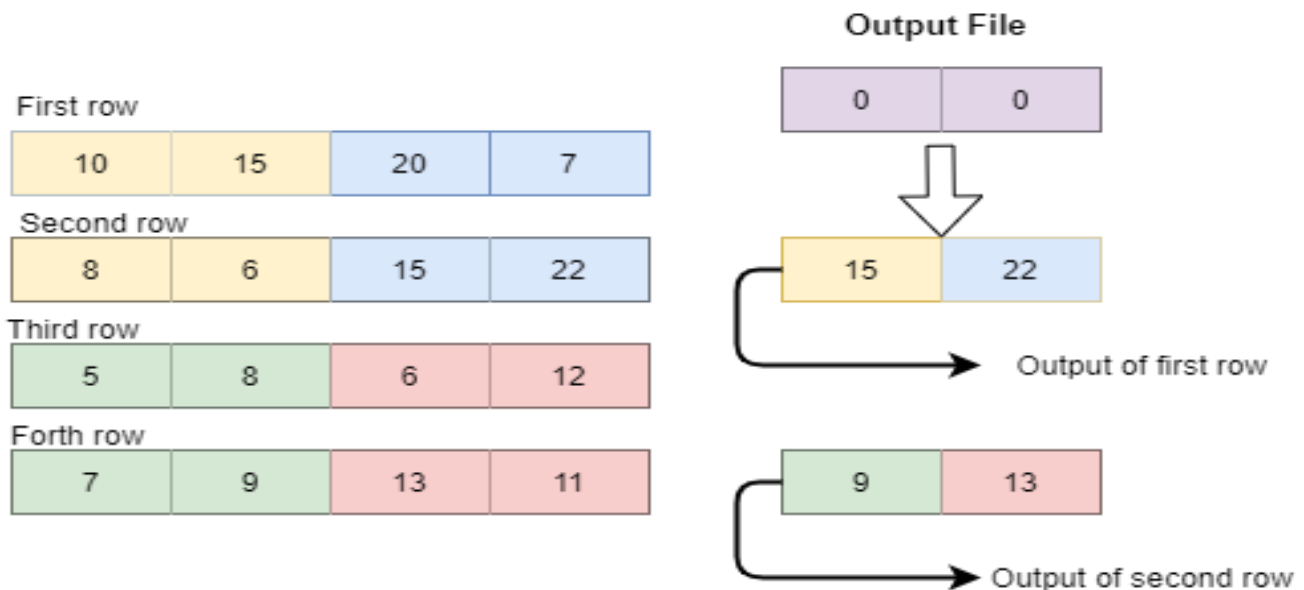 Output File
0 0
First row
10 15 20 7
Second row
8 6 15 22
15 22
Third row
5 8 6 12
Output of first row
Forth row
7 9 13 11
9 13
Output of second row